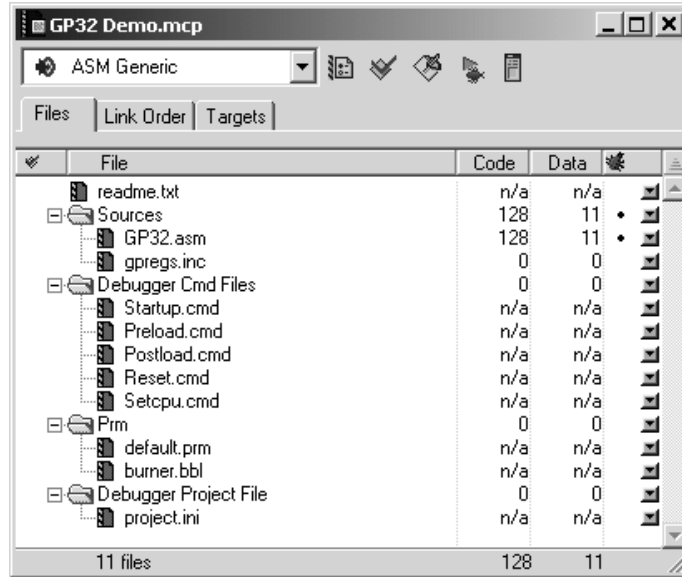 GP32 Demo.mcp
ASM Generic
Files Link Order Targets
File Code Data
readme.txt n/a n/a
Sources 128 11 •
GP32.asm 128 11 •
gpregs.inc 0 0
Debugger Cmd Files 0 0
Startup.cmd n/a n/a
Preload.cmd n/a n/a
Postload.cmd n/a n/a
Reset.cmd n/a n/a
Setcpu.cmd n/a n/a
Prm 0 0
default.prm n/a n/a
burner.bbl n/a n/a
Debugger Project File 0 0
project.ini n/a n/a
11 files 128 11